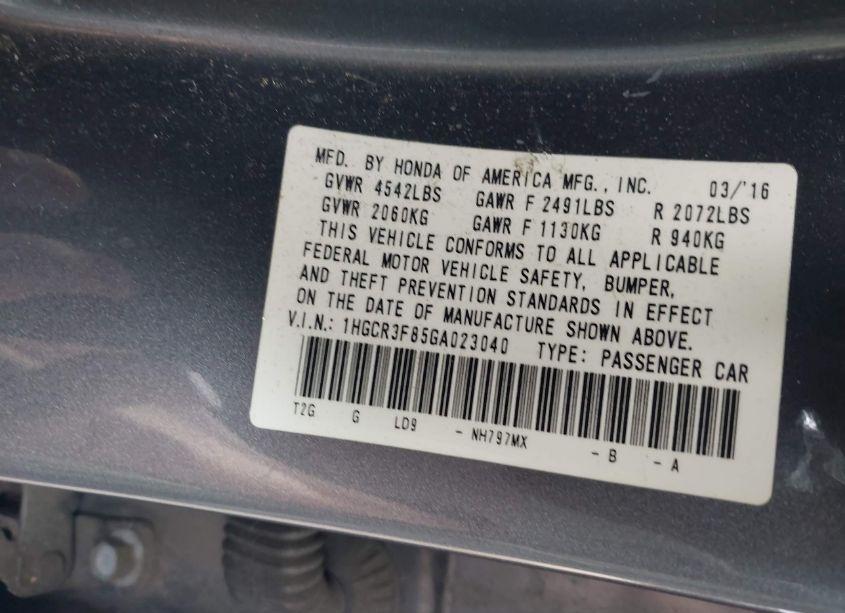 MFD. BY HONDA OF AMERICA MFG., INC. 03/'16
GVWR 4542LBS GAWR F 2491LBS R 2072LBS
GVWR 2060KG GAWR F 1130KG R 940KG
THIS VEHICLE CONFORMS TO ALL APPLICABLE
FEDERAL MOTOR VEHICLE SAFETY, BUMPER,
AND THEFT PREVENTION STANDARDS IN EFFECT
ON THE DATE OF MANUFACTURE SHOWN ABOVE.
V.I.N.: 1HGCR3F85GA023040 TYPE: PASSENGER CAR
T2G G LD9 - NH797MX - B - A